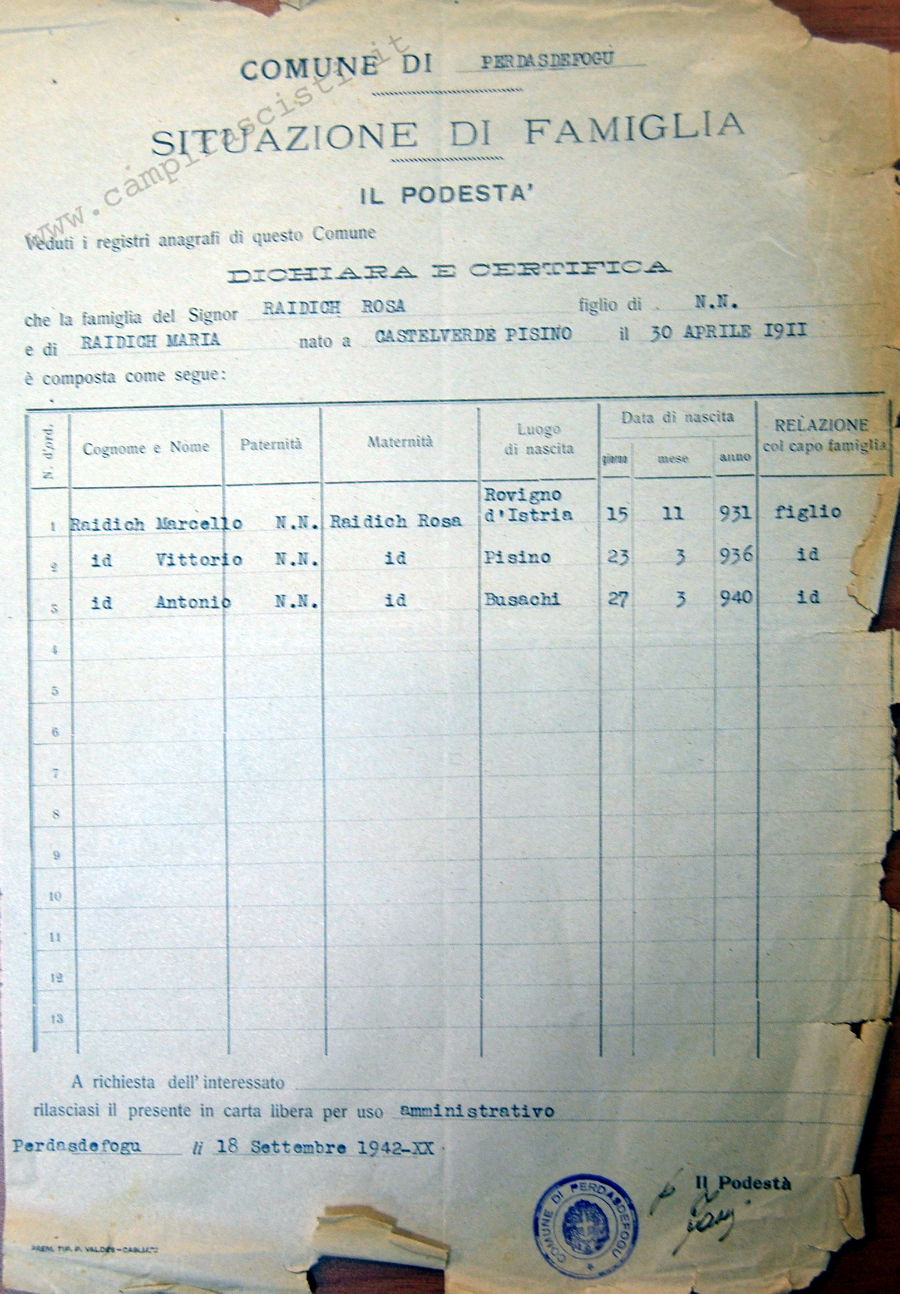 COMUNE DI PERDASDEFOGU
SITUAZIONE DI FAMIGLIA
IL PODESTA'
www.campifascisti.it
Veduti i registri anagrafi di questo Comune
DICHIARA E CERTIFICA
che la famiglia del Signor RAIDICH ROSA figlio di . N.N.
e di RAIDICH MARIA nato a CASTELVERDE PISINO il 30 APRILE 1911
è composta come segue:
N. d'ord. Cognome e Nome Paternità Maternità Luogo di nascita Data di nascita giorno mese anno RELAZIONE col capo famiglia
1 Raidich Marcello N.N. Raidich Rosa Rovigno d'Istria 15 11 931 figlio
2 id Vittorio N.N. id Pisino 23 3 936 id
3 id Antonio N.N. id Busachi 27 3 940 id
4
5
6
7
8
9
10
11
12
13
A richiesta dell'interessato
rilasciasi il presente in carta libera per uso amministrativo
Perdasdefogu li 18 Settembre 1942-XX.
Il Podestà
COMUNE DI PERDASDEFOGU
PREM. TIP. P. VALDÈS - CAGLIARI